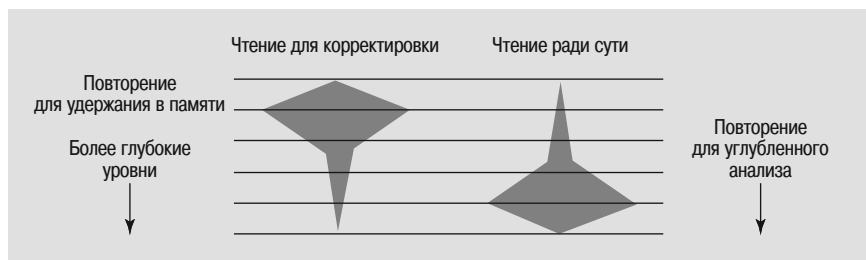 Чтение для корректировки
Чтение ради сути
Повторение
для удержания в памяти
Более глубокие
уровни
Повторение
для углубленного
анализа